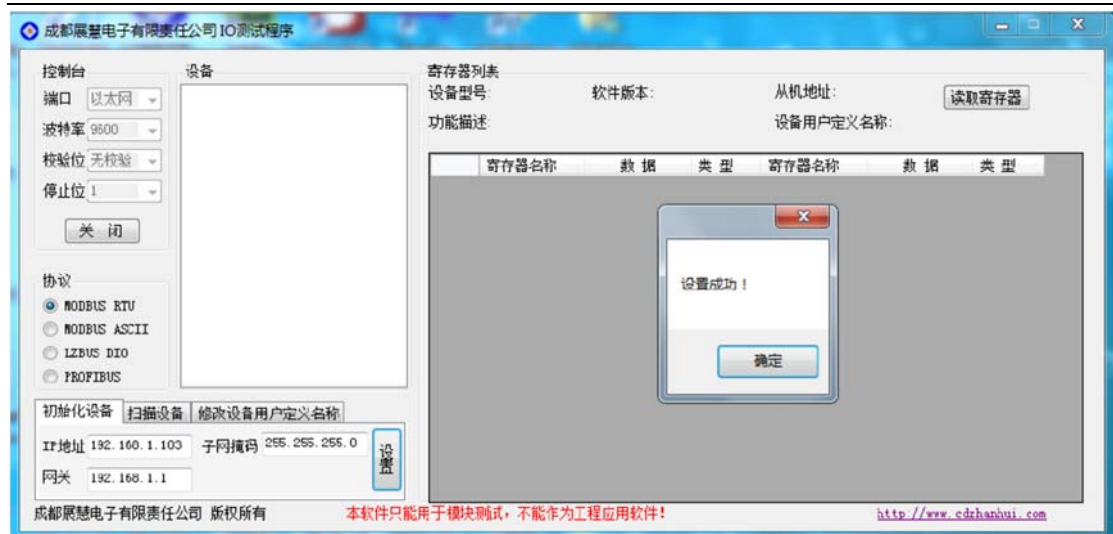 成都展慧电子有限责任公司 IO测试程序
控制台
端口 以太网
波特率 9600
校验位 无校验
停止位 1
关 闭
协议
MODBUS RTU
MODBUS ASCII
LZBUS DIO
PROFIBUS
设备
寄存器列表
设备型号: 软件版本: 从机地址: 读取寄存器
功能描述: 设备用户定义名称:
寄存器名称 数 据 类 型 寄存器名称 数 据 类 型
设置成功！
确定
初始化设备 扫描设备 修改设备用户定义名称
IP地址 192.168.1.103 子网掩码 255.255.255.0 设置
网关 192.168.1.1
成都展慧电子有限责任公司 版权所有 本软件只能用于模块测试，不能作为工程应用软件！ http://www.cdzhanhui.com